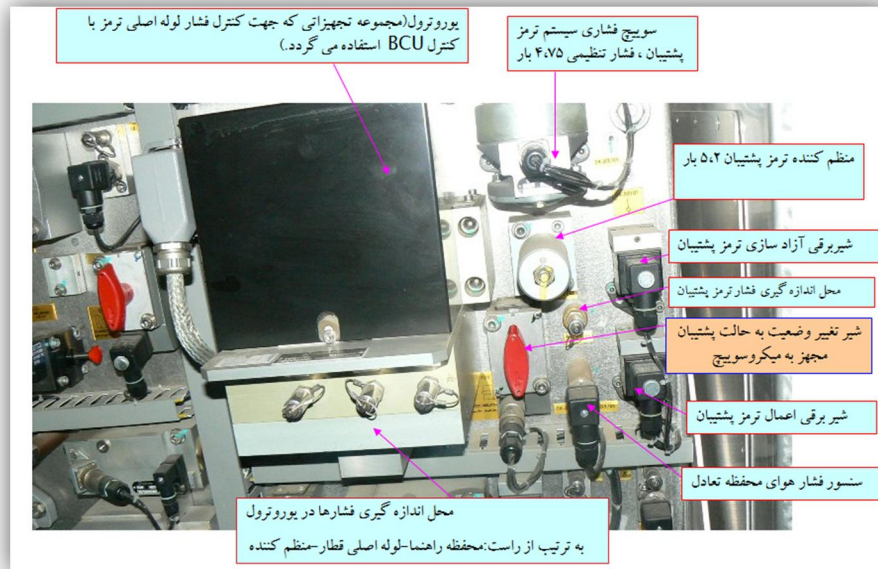 یوروترول(مجموعه تجهیزاتی که جهت کنترل فشار لوله اصلی ترمز با
کنترل BCU استفاده می گردد.)
سوییچ فشاری سیستم ترمز
پشتیبان ، فشار تنظیمی ۴،۷۵ بار
منظم کننده ترمز پشتیبان ۵،۲ بار
شیربرقی آزاد سازی ترمز پشتیبان
محل اندازه گیری فشار ترمز پشتیبان
شیر تغییر وضعیت به حالت پشتیبان
مجهز به میکروسوییچ
شیر برقی اعمال ترمز پشتیبان
سنسور فشار هوای محفظه تعادل
محل اندازه گیری فشارها در یوروترول
به ترتیب از راست:محفظه راهنما-لوله اصلی قطار-منظم کننده